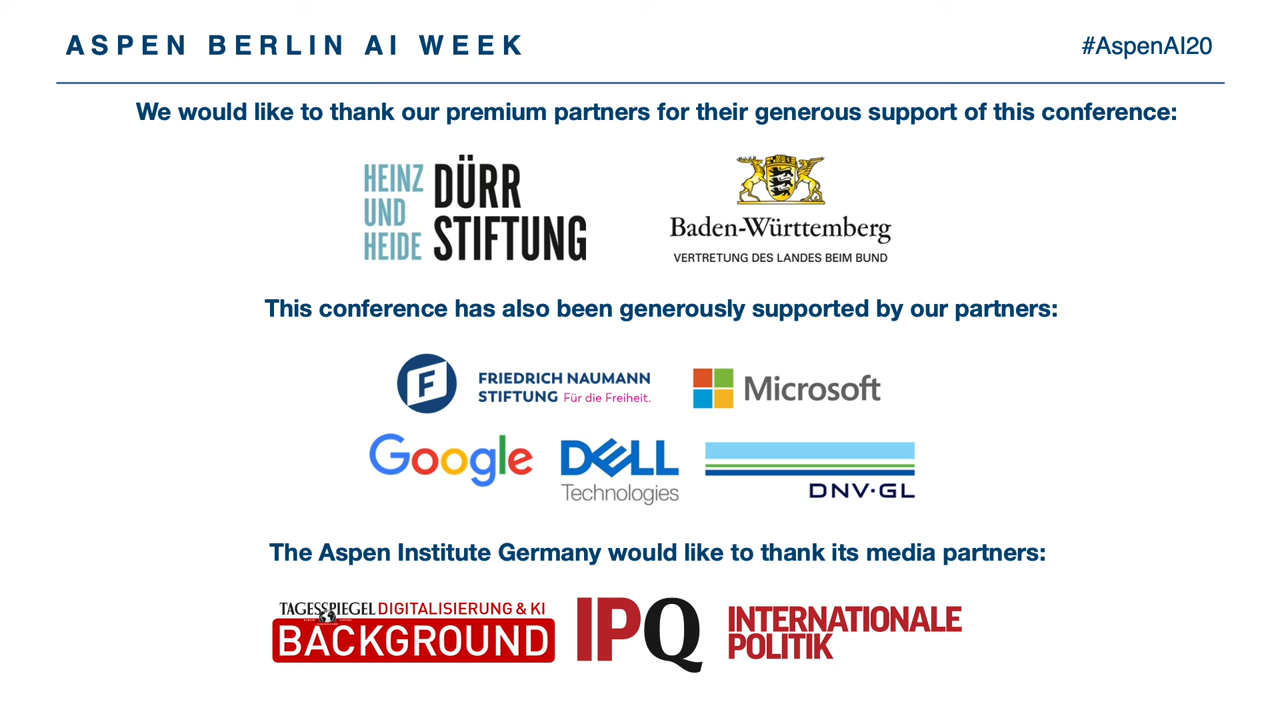 ASPEN BERLIN AI WEEK
#AspenAI20
We would like to thank our premium partners for their generous support of this conference:
HEINZ
UND
HEIDE
DÜRR
STIFTUNG
Baden-Württemberg
VERTRETUNG DES LANDES BEIM BUND
This conference has also been generously supported by our partners:
F
FRIEDRICH NAUMANN
STIFTUNG Für die Freiheit.
Microsoft
Google
DELL
Technologies
DNV·GL
The Aspen Institute Germany would like to thank its media partners:
TAGESSPIEGEL DIGITALISIERUNG & KI
BACKGROUND
IPQ
INTERNATIONALE
POLITIK